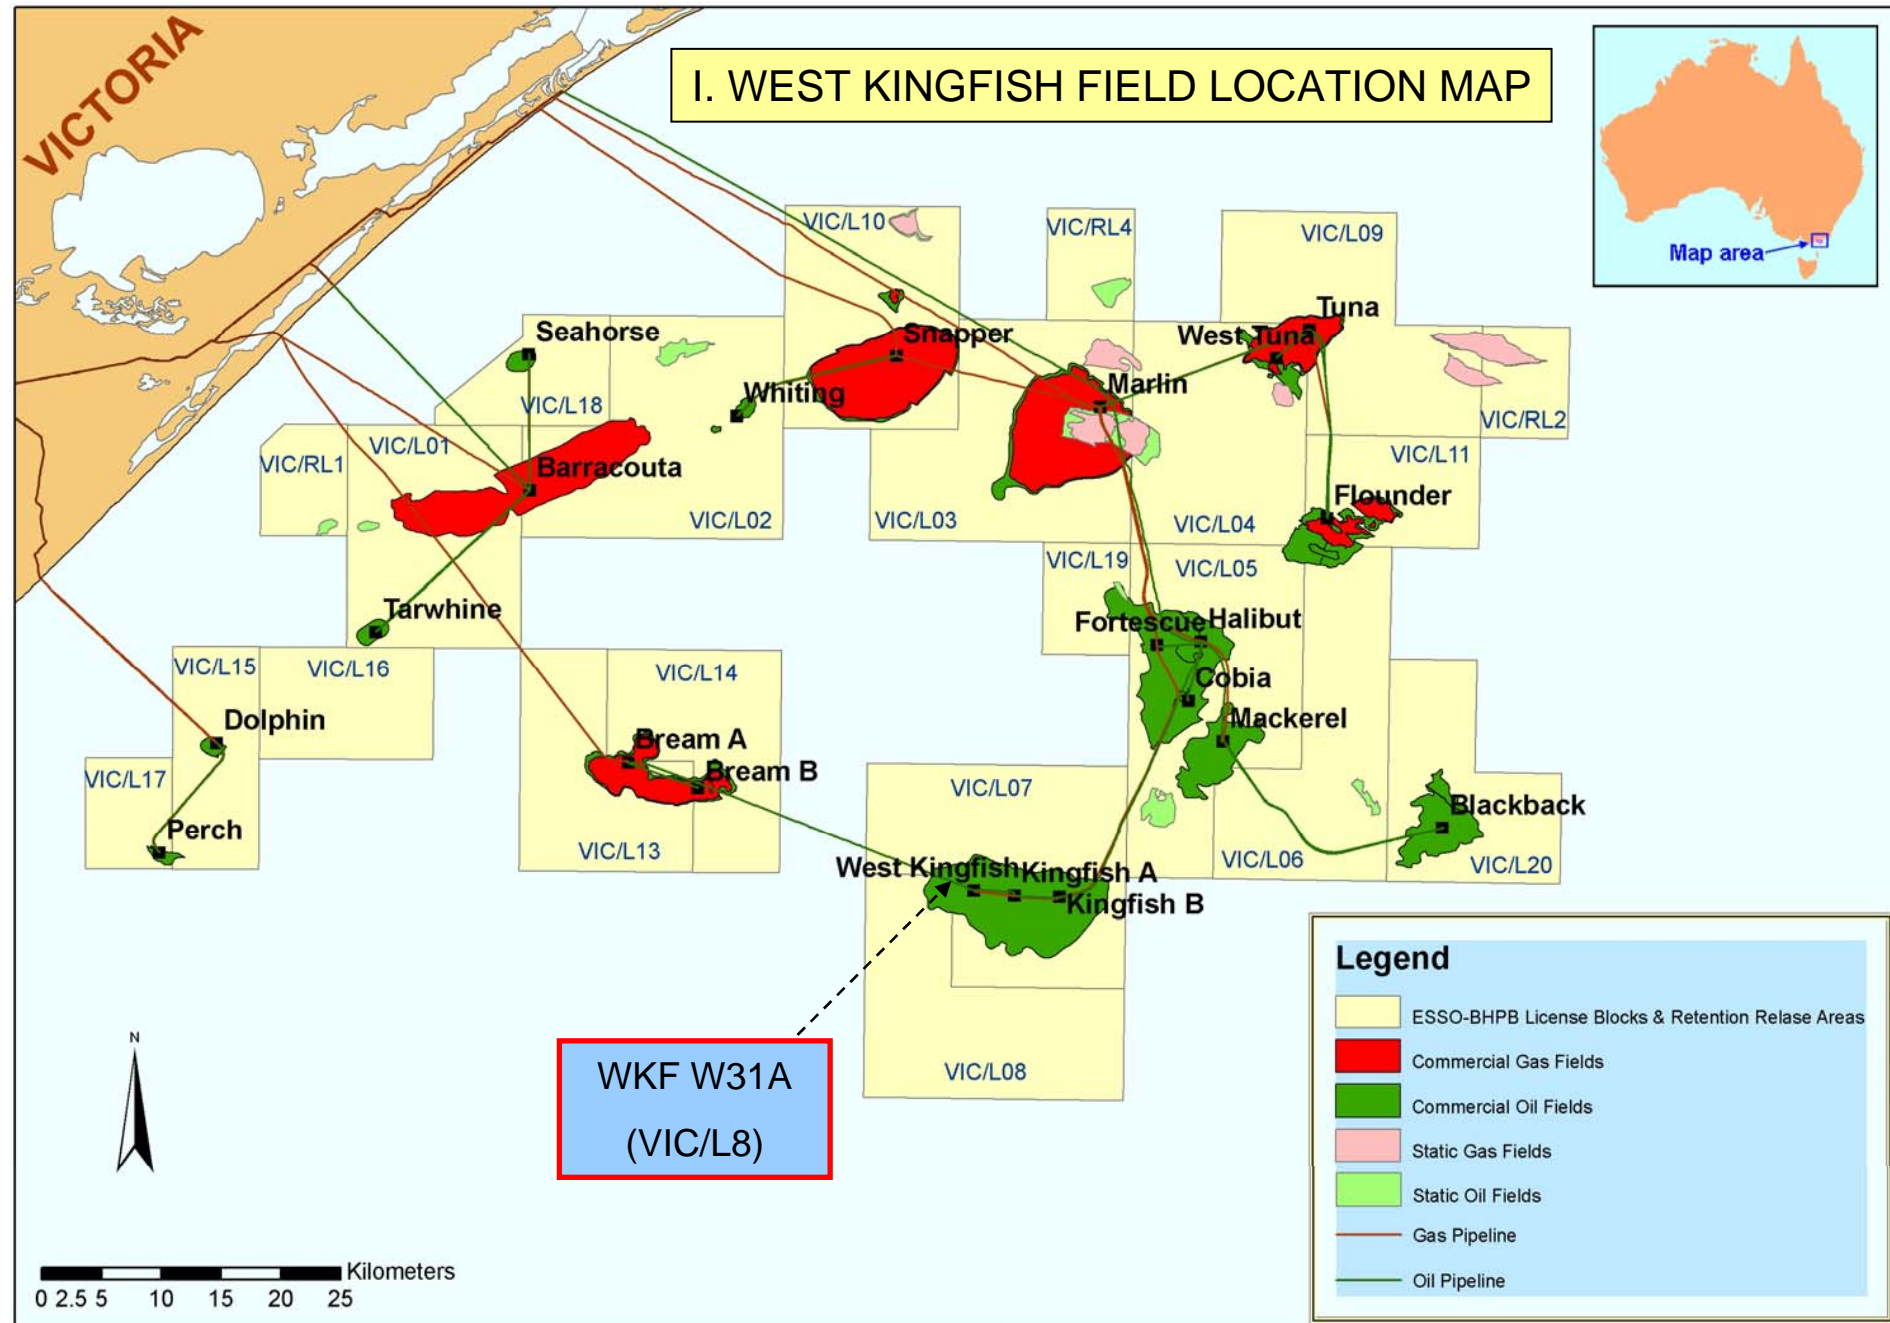 VICTORIA
I. WEST KINGFISH FIELD LOCATION MAP
Map area
VIC/L10
VIC/RL4
VIC/L09
Tuna
Seahorse
Snapper
West Tuna
Marlin
Whiting
VIC/L18
VIC/RL2
VIC/L01
VIC/RL1
Barracouta
VIC/L11
Flounder
VIC/L02
VIC/L03
VIC/L04
VIC/L19
VIC/L05
Tarwhine
Fortescue
Halibut
VIC/L15
VIC/L16
VIC/L14
Cobia
Dolphin
Mackerel
Bream A
Bream B
VIC/L17
VIC/L07
Blackback
Perch
VIC/L13
VIC/L06
VIC/L20
West Kingfish
Kingfish A
Kingfish B
WKF W31A
(VIC/L8)
VIC/L08
N
Kilometers
0 2.5 5 10 15 20 25
Legend
ESSO-BHPB License Blocks & Retention Relase Areas
Commercial Gas Fields
Commercial Oil Fields
Static Gas Fields
Static Oil Fields
Gas Pipeline
Oil Pipeline